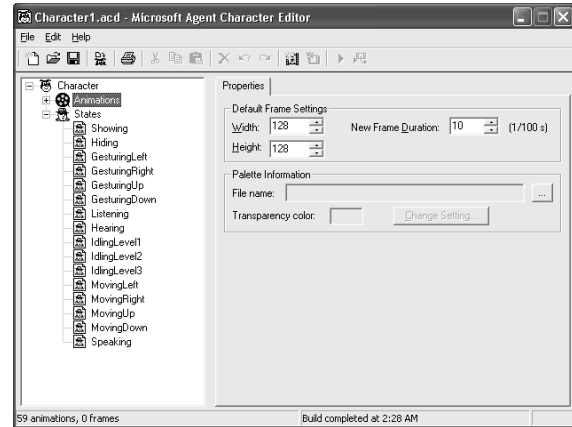 Character1.acd - Microsoft Agent Character Editor
File Edit Help
Character
Animations
States
Showing
Hiding
GesturingLeft
GesturingRight
GesturingUp
GesturingDown
Listening
Hearing
IdlingLevel1
IdlingLevel2
IdlingLevel3
MovingLeft
MovingRight
MovingUp
MovingDown
Speaking
Properties
Default Frame Settings
Width: 128 New Frame Duration: 10 (1/100 s)
Height: 128
Palette Information
File name: ...
Transparency color: Change Setting...
59 animations, 0 frames Build completed at 2:28 AM